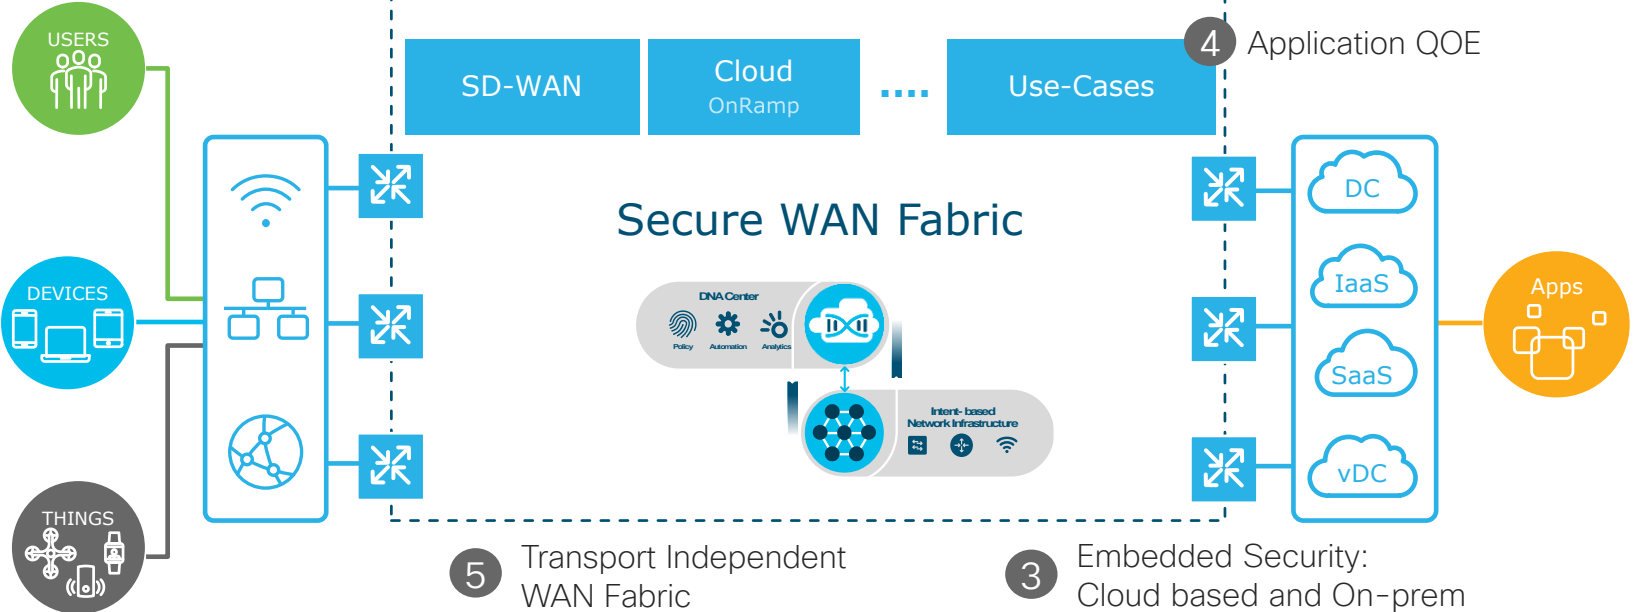 USERS
SD-WAN
Cloud
OnRamp
....
Use-Cases
4
Application QOE
DC
Secure WAN Fabric
DEVICES
DNA Center
Policy
Automation
Analytics
IaaS
Apps
SaaS
Intent- based
Network Infrastructure
vDC
THINGS
5
Transport Independent
WAN Fabric
3
Embedded Security:
Cloud based and On-prem